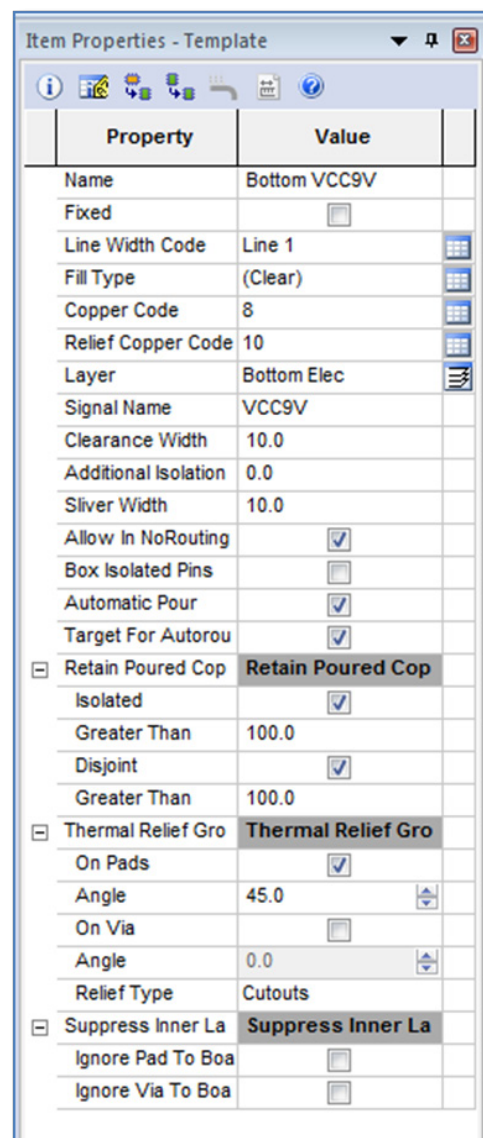 Item Properties - Template
Property Value
Name Bottom VCC9V
Fixed
Line Width Code Line 1
Fill Type (Clear)
Copper Code 8
Relief Copper Code 10
Layer Bottom Elec
Signal Name VCC9V
Clearance Width 10.0
Additional Isolation 0.0
Sliver Width 10.0
Allow In NoRouting
Box Isolated Pins
Automatic Pour
Target For Autorou
Retain Poured Cop Retain Poured Cop
Isolated
Greater Than 100.0
Disjoint
Greater Than 100.0
Thermal Relief Gro Thermal Relief Gro
On Pads
Angle 45.0
On Via
Angle 0.0
Relief Type Cutouts
Suppress Inner La Suppress Inner La
Ignore Pad To Boa
Ignore Via To Boa